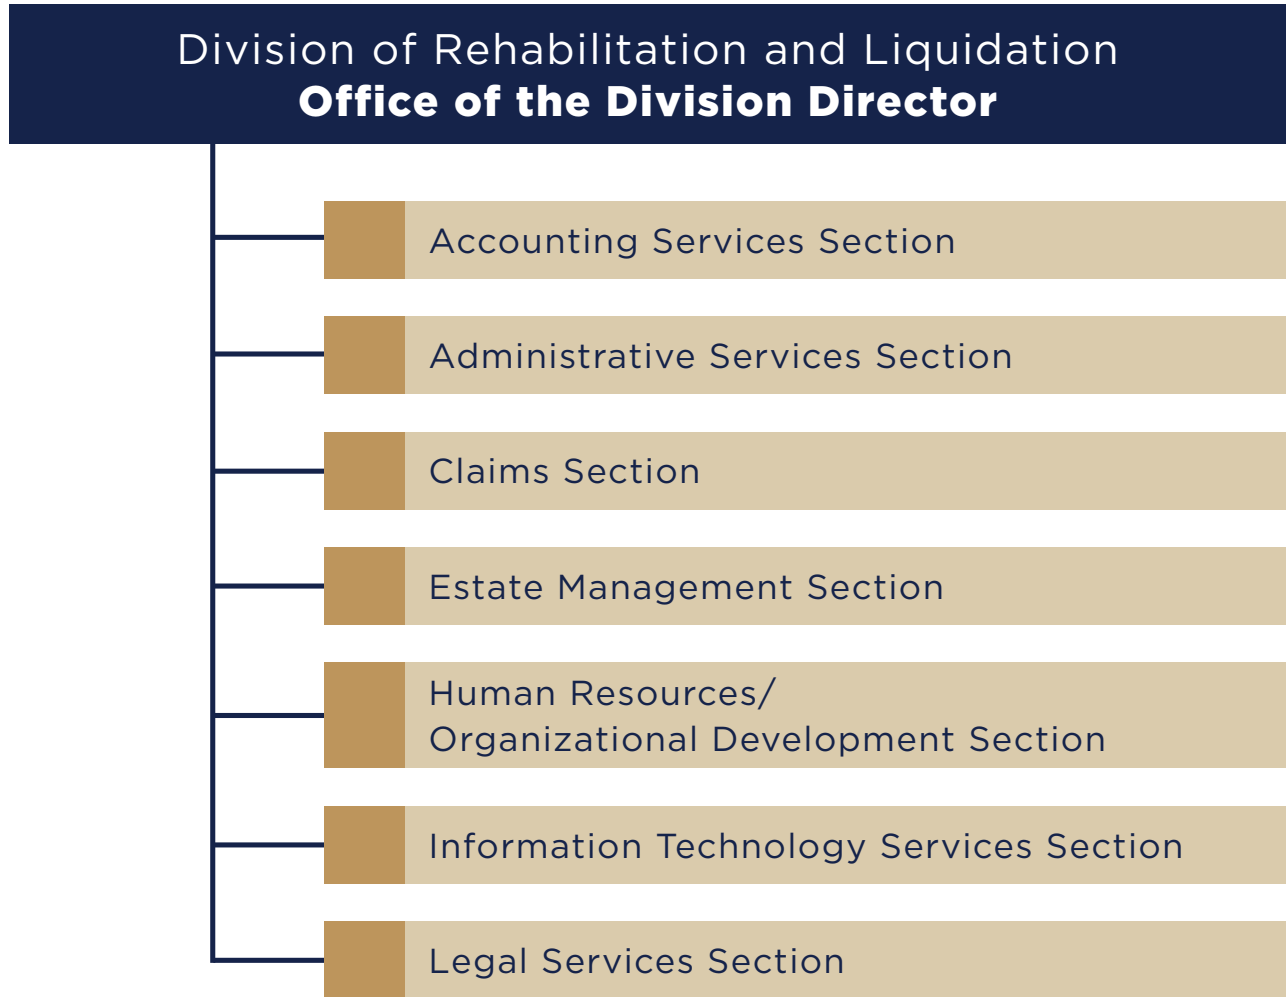 Division of Rehabilitation and Liquidation
Office of the Division Director
Accounting Services Section
Administrative Services Section
Claims Section
Estate Management Section
Human Resources/
Organizational Development Section
Information Technology Services Section
Legal Services Section